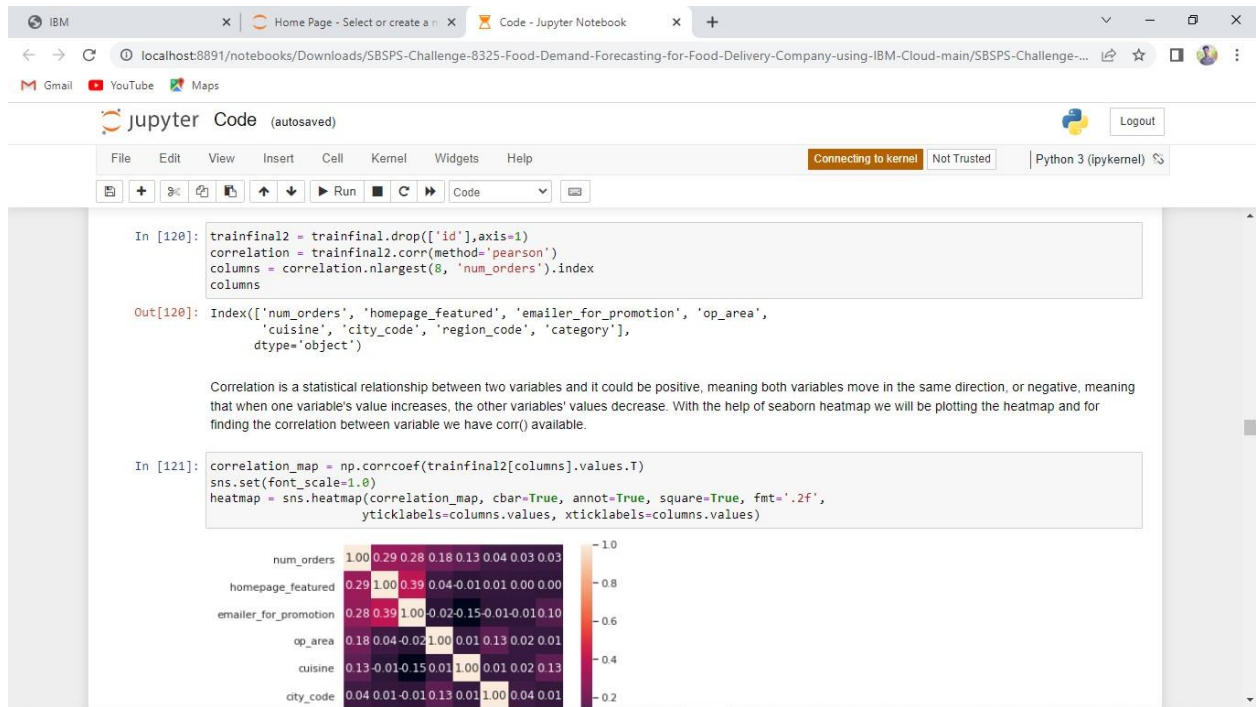 IBM
Home Page - Select or create a n
Code - Jupyter Notebook
localhost:8891/notebooks/Downloads/SBSPS-Challenge-8325-Food-Demand-Forecasting-for-Food-Delivery-Company-using-IBM-Cloud-main/SBSPS-Challenge-...
Gmail YouTube Maps
jupyter Code (autosaved)
Logout
File Edit View Insert Cell Kernel Widgets Help
Connecting to kernel Not Trusted Python 3 (ipykernel)
Run Code
In [120]: trainfinal2 = trainfinal.drop(['id'],axis=1)
correlation = trainfinal2.corr(method='pearson')
columns = correlation.nlargest(8, 'num_orders').index
columns
Out[120]: Index(['num_orders', 'homepage_featured', 'emailer_for_promotion', 'op_area',
'cuisine', 'city_code', 'region_code', 'category'],
dtype='object')
Correlation is a statistical relationship between two variables and it could be positive, meaning both variables move in the same direction, or negative, meaning
that when one variable's value increases, the other variables' values decrease. With the help of seaborn heatmap we will be plotting the heatmap and for
finding the correlation between variable we have corr() available.
In [121]: correlation_map = np.corrcoef(trainfinal2[columns].values.T)
sns.set(font_scale=1.0)
heatmap = sns.heatmap(correlation_map, cbar=True, annot=True, square=True, fmt='.2f',
yticklabels=columns.values, xticklabels=columns.values)
num_orders 1.00 0.29 0.28 0.18 0.13 0.04 0.03 0.03
homepage_featured 0.29 1.00 0.39 0.04 -0.01 0.01 0.00 0.00
emailer_for_promotion 0.28 0.39 1.00 -0.02 -0.15 -0.01 -0.01 0.10
op_area 0.18 0.04 -0.02 1.00 0.01 0.13 0.02 0.01
cuisine 0.13 -0.01 -0.15 0.01 1.00 0.01 0.02 0.13
city_code 0.04 0.01 -0.01 0.13 0.01 1.00 0.04 0.01
1.0
0.8
0.6
0.4
0.2